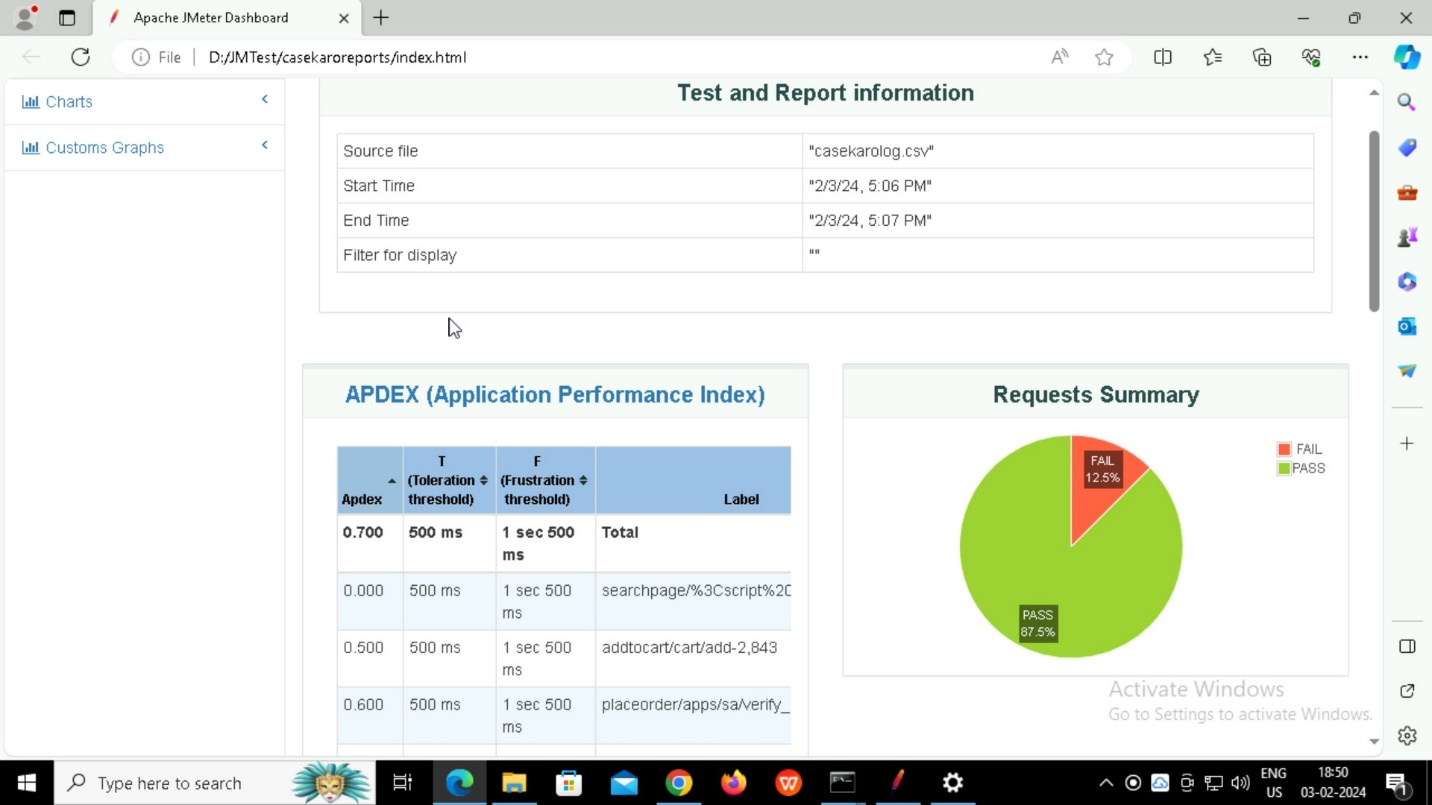 Apache JMeter Dashboard
File
D:/JMTest/casekaroreports/index.html
Charts
Customs Graphs
Test and Report information
Source file "casekarolog.csv"
Start Time "2/3/24, 5:06 PM"
End Time "2/3/24, 5:07 PM"
Filter for display ""
APDEX (Application Performance Index)
Apdex
T
(Toleration
threshold)
F
(Frustration
threshold)
Label
0.700 500 ms 1 sec 500 Total
ms
0.000 500 ms 1 sec 500 searchpage/%3Cscript%2
ms
0.500 500 ms 1 sec 500 addtocart/cart/add-2,843
ms
0.600 500 ms 1 sec 500 placeorder/apps/sa/verify_
ms
Requests Summary
FAIL
PASS
FAIL
12.5%
PASS
87.5%
Activate Windows
Go to Settings to activate Windows.
Type here to search
ENG
US
18:50
03-02-2024
1